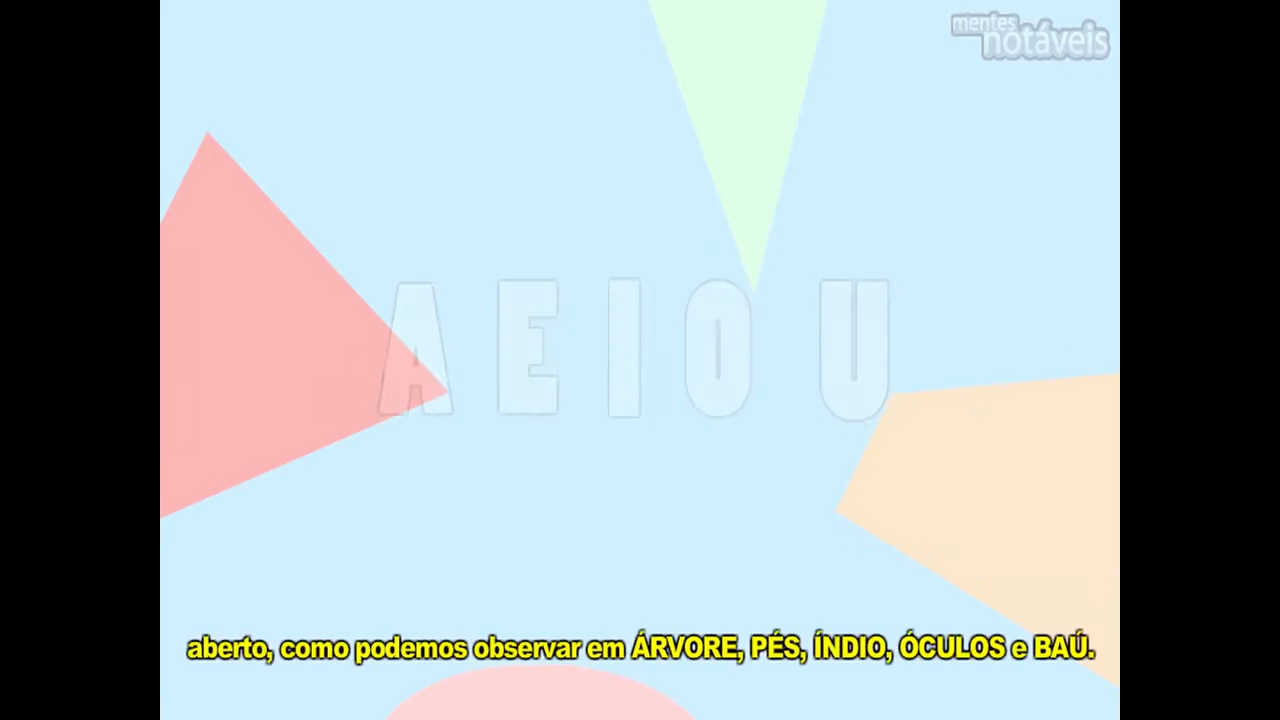 mentes
notáveis
A E I O U
aberto, como podemos observar em ÁRVORE, PÉS, ÍNDIO, ÓCULOS e BAÚ.